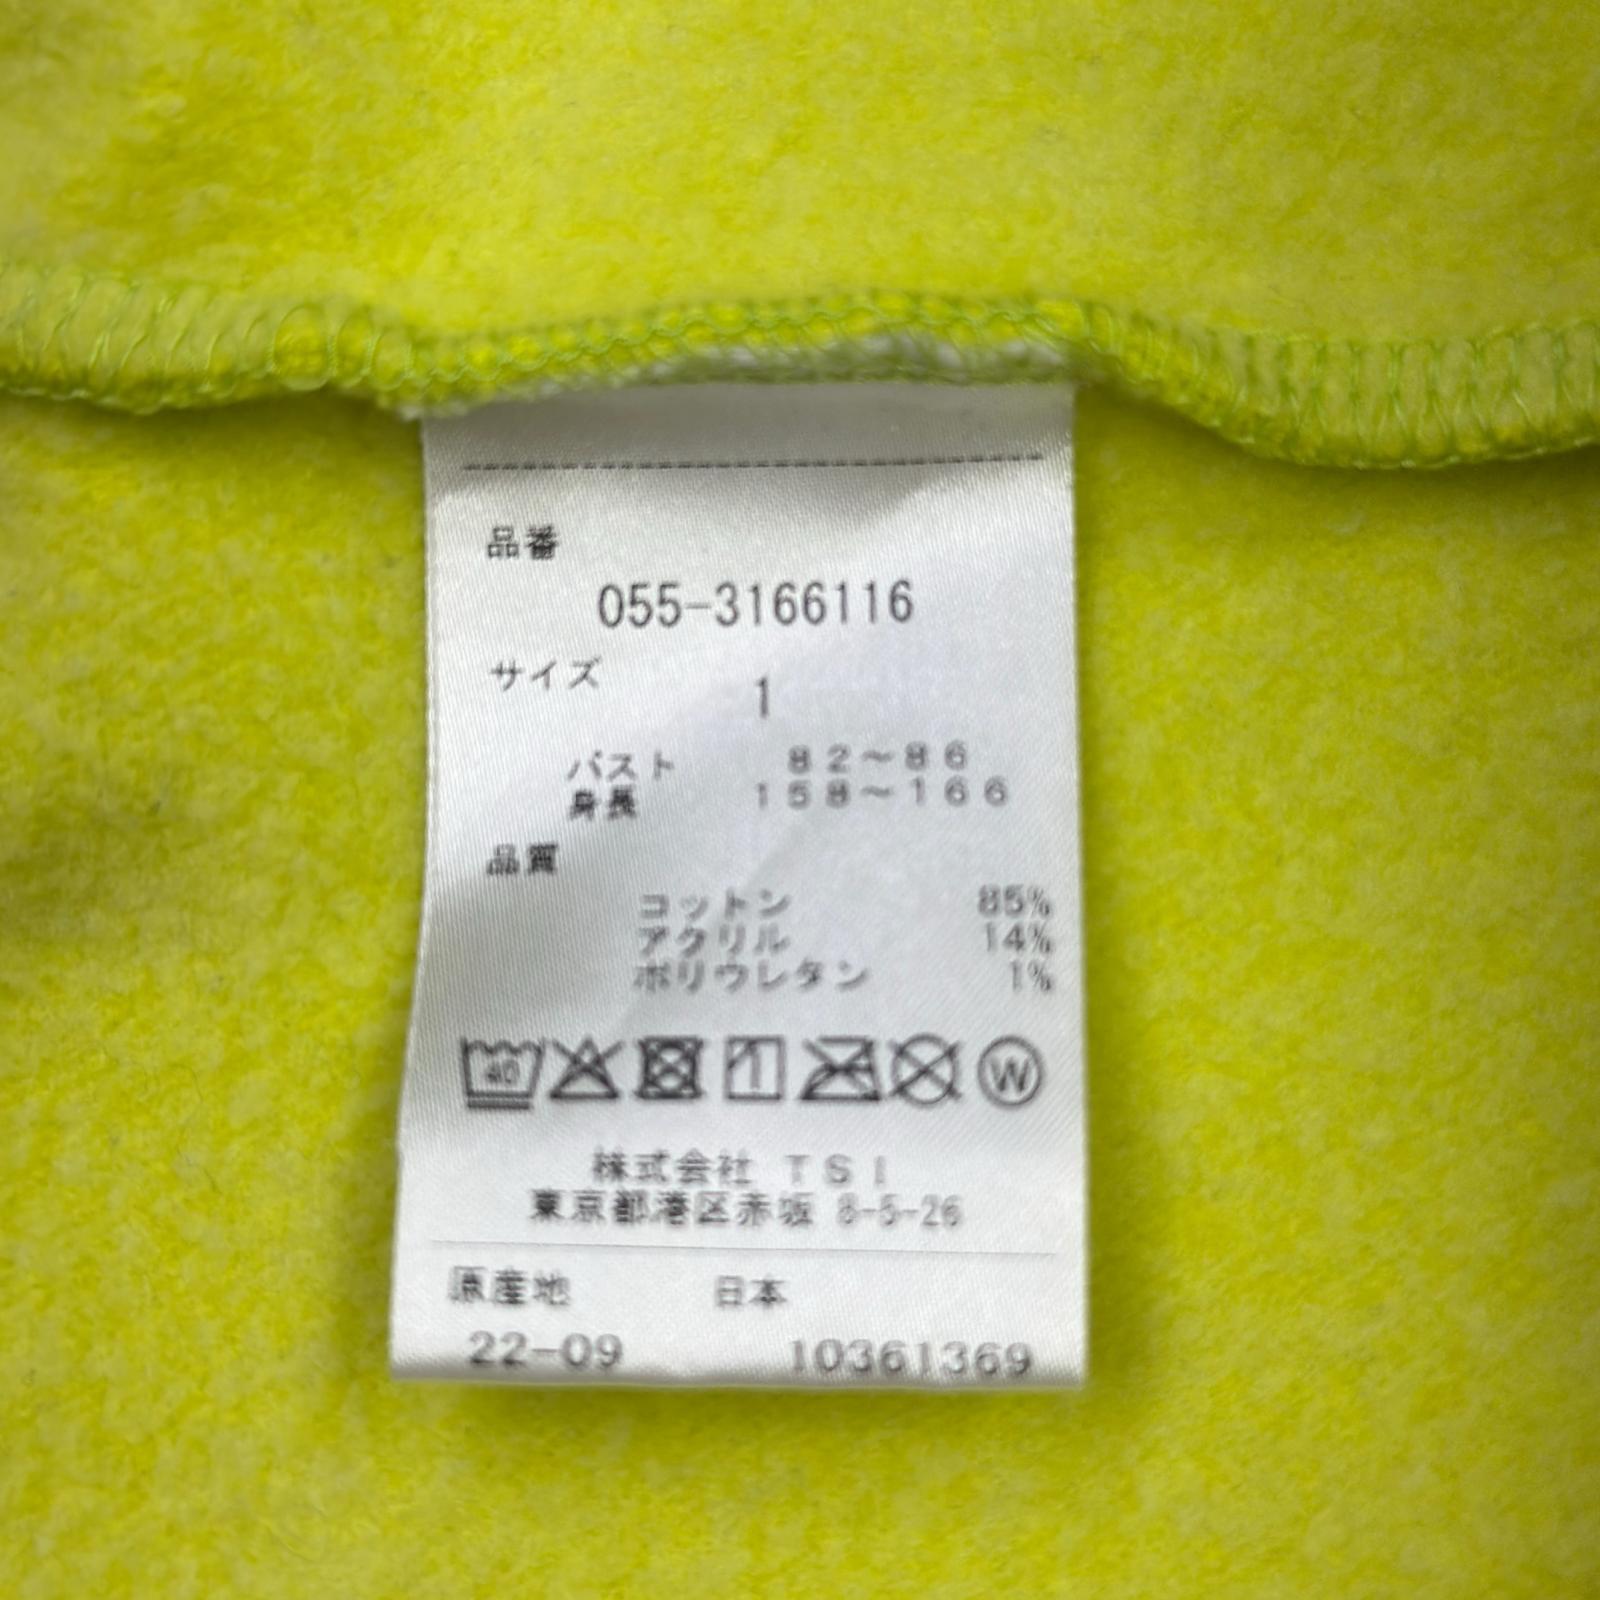 品番
055-3166116
サイズ
1
バスト 82～86
身長 158～166
品質
コットン 85%
アクリル 14%
ポリウレタン 1%
40 W
株式会社 TSI
東京都港区赤坂 8-5-26
原産地 日本
22-09 10361369